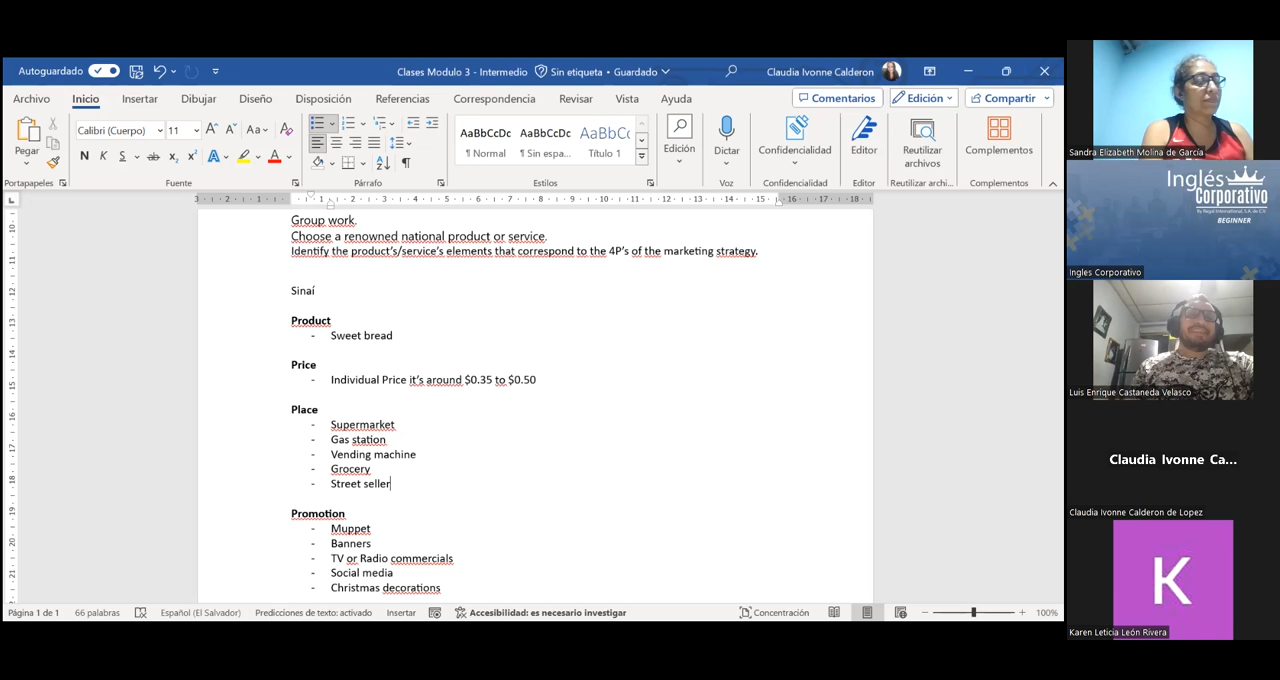 Autoguardado
Clases Modulo 3 - Intermedio
Sin etiqueta • Guardado
Claudia Ivonne Calderon
Archivo Inicio Insertar Dibujar Diseño Disposición Referencias Correspondencia Revisar Vista Ayuda
Comentarios Edición Compartir
Pegar
Calibri (Cuerpo) 11
N K S ab x₂ x²
AaBbCcDc AaBbCcDc AaBbCc
¶ Normal ¶ Sin espa... Título 1
Edición
Dictar
Confidencialidad
Editor
Reutilizar archivos
Complementos
Portapapeles Fuente Párrafo Estilos Voz Confidencialidad Editor Reutilizar archi... Complementos
Group work.
Choose a renowned national product or service.
Identify the product's/service's elements that correspond to the 4P's of the marketing strategy.
Sinaí
Product
- Sweet bread
Price
- Individual Price it's around $0.35 to $0.50
Place
- Supermarket
- Gas station
- Vending machine
- Grocery
- Street seller
Promotion
- Muppet
- Banners
- TV or Radio commercials
- Social media
- Christmas decorations
Página 1 de 1 66 palabras Español (El Salvador) Predicciones de texto: activado Insertar Accesibilidad: es necesario investigar Concentración 100%
Sandra Elizabeth Molina de García
Inglés
Corporativo
By Regal International, S.A. de C.V.
BEGINNER
Ingles Corporativo
Luis Enrique Castaneda Velasco
Claudia Ivonne Ca...
Claudia Ivonne Calderon de Lopez
K
Karen Leticia León Rivera